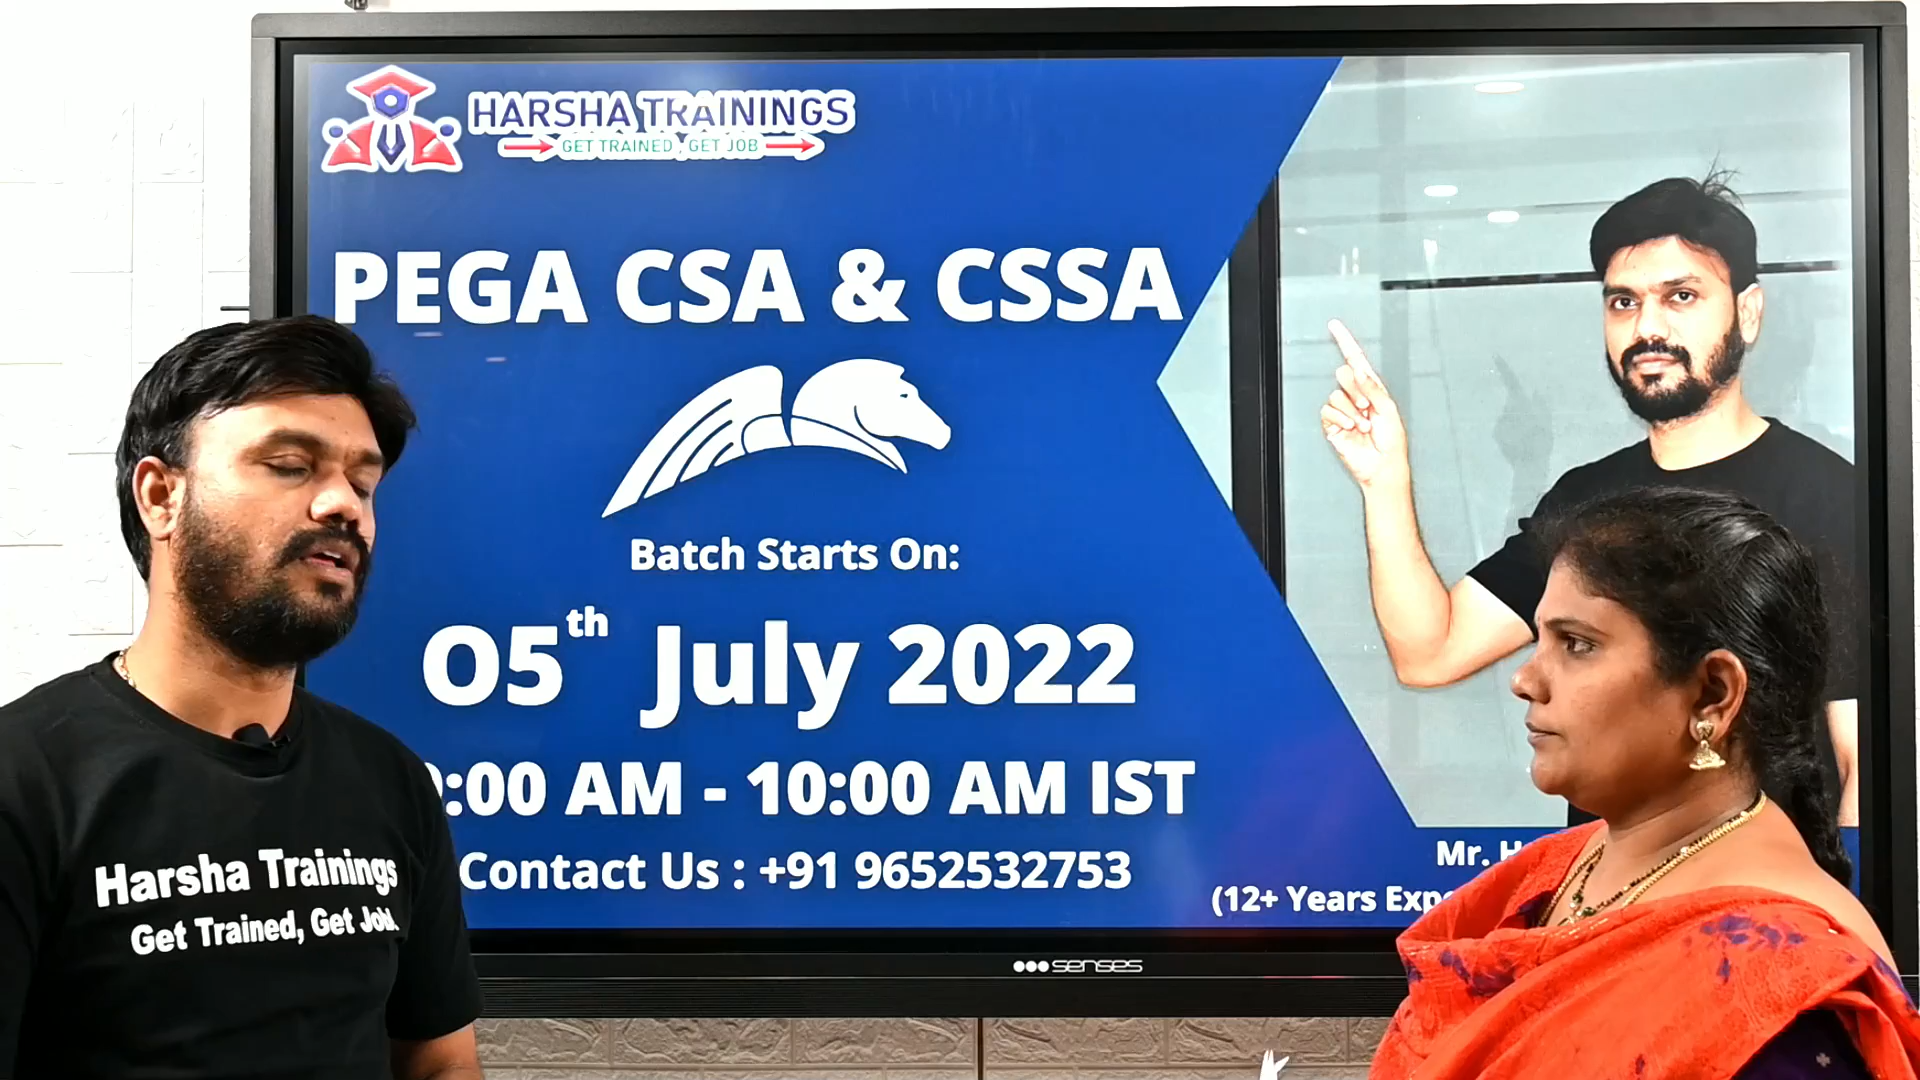 HARSHA TRAININGS
GET TRAINED, GET JOB
PEGA CSA & CSSA
Batch Starts On:
05th July 2022
:00 AM - 10:00 AM IST
Contact Us : +91 9652532753
Mr.
(12+ Years
senses
Harsha Trainings
Get Trained, Get Job.